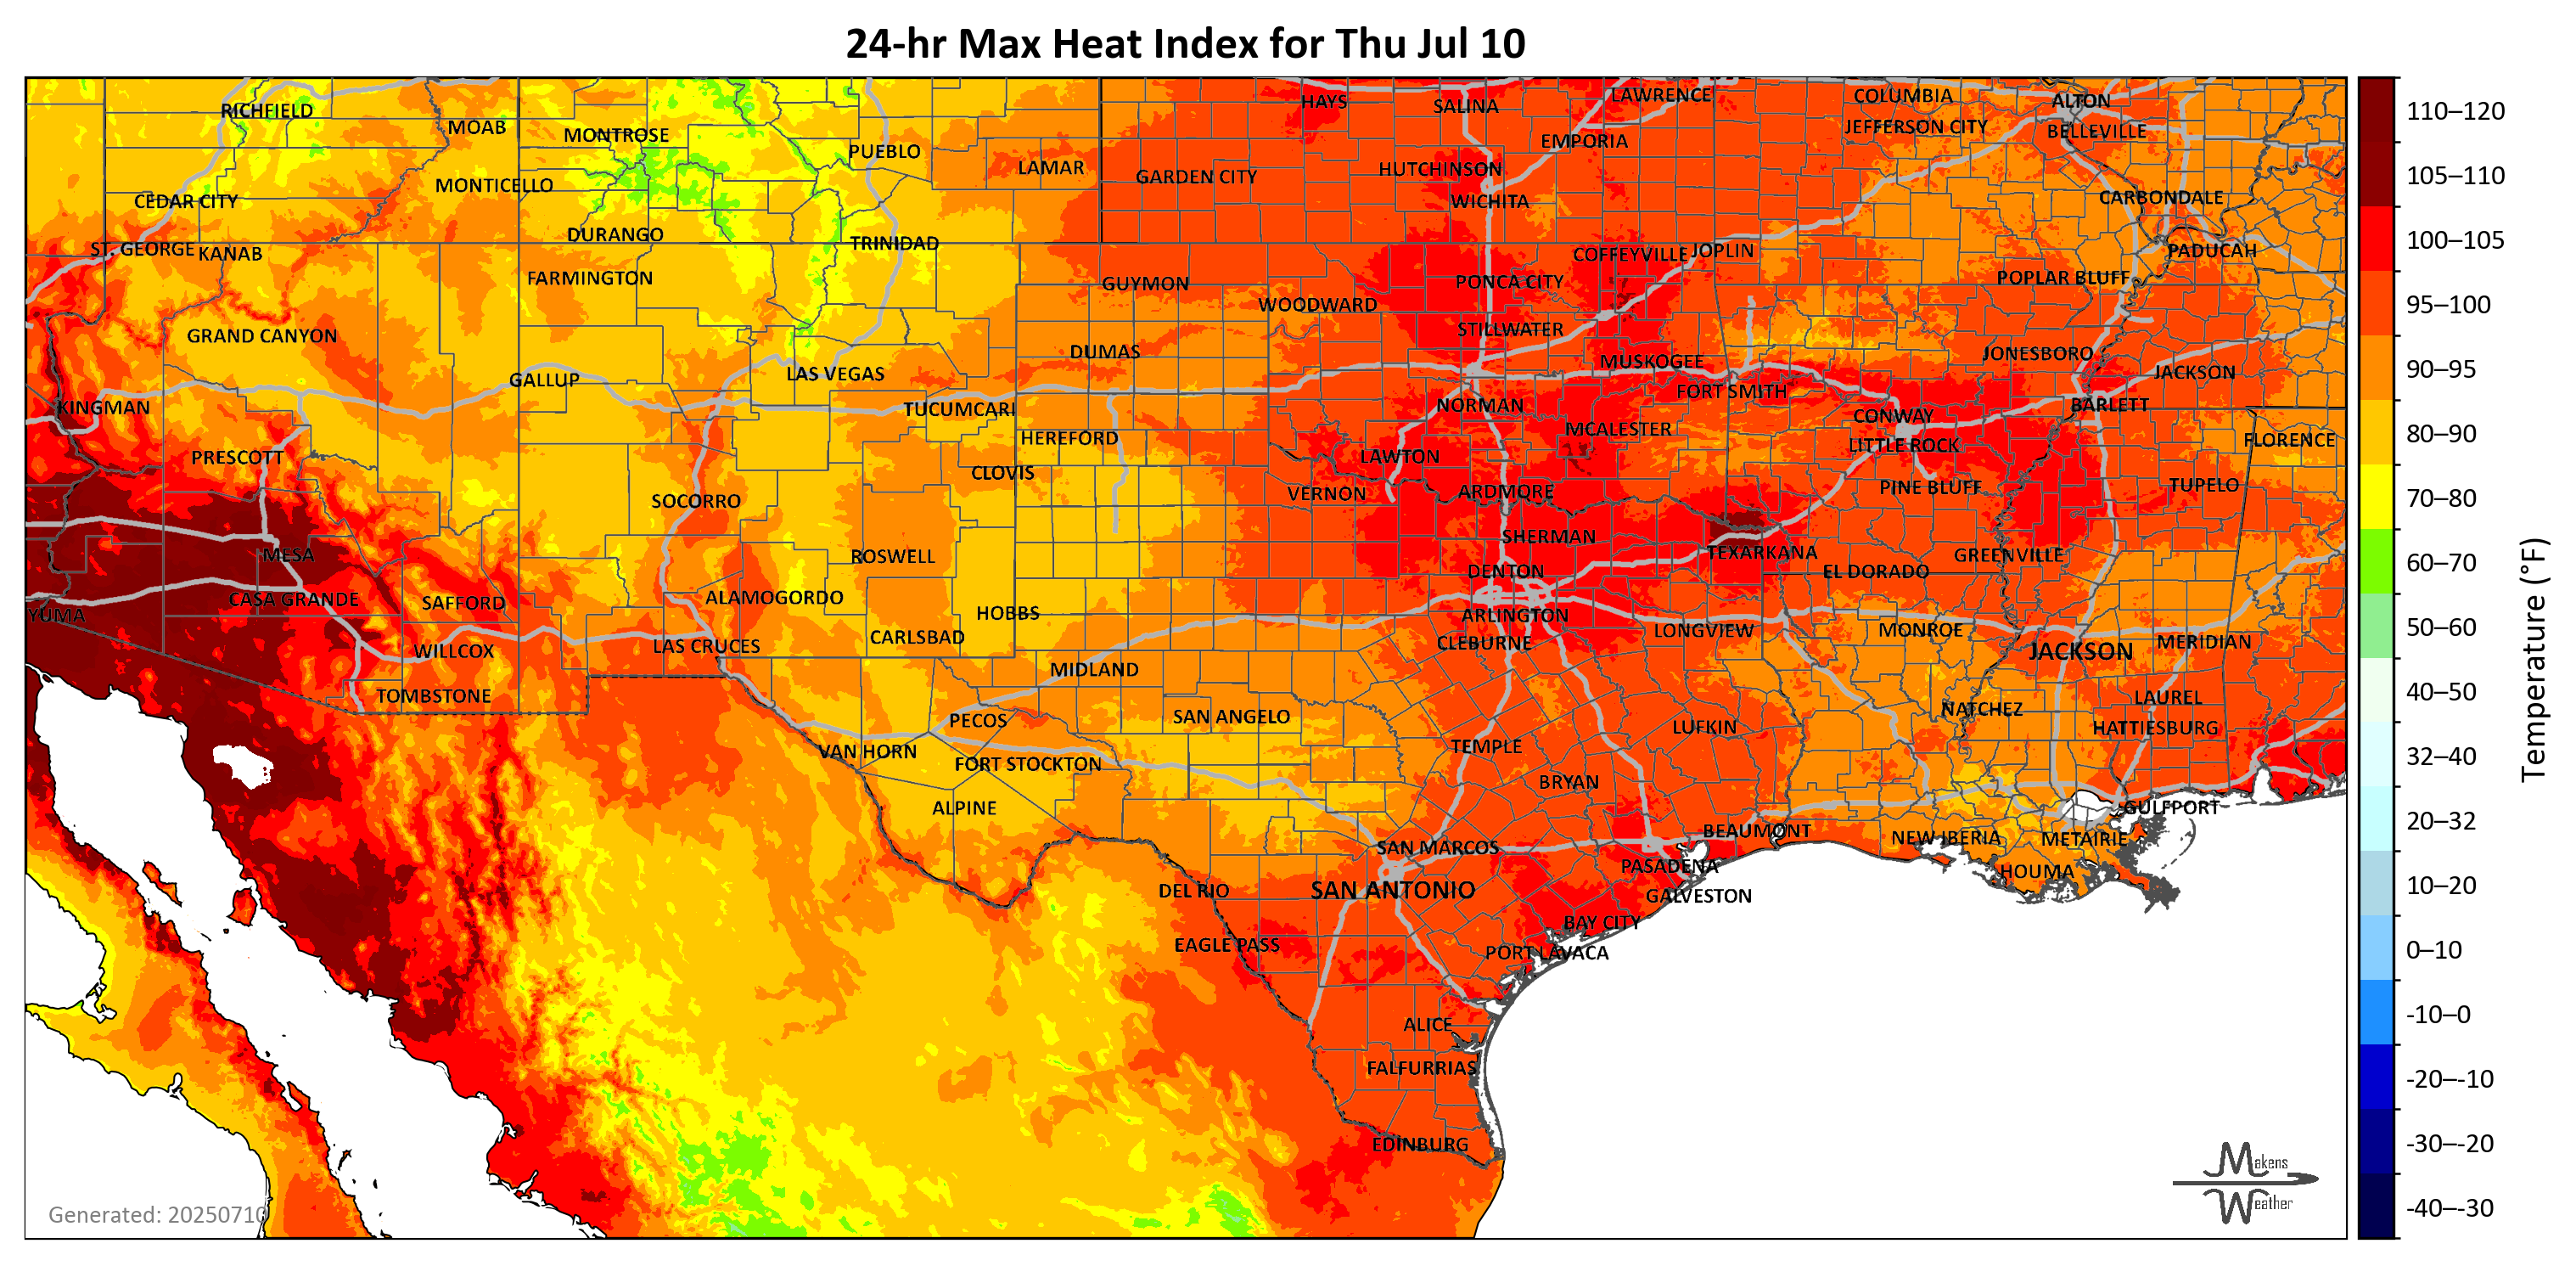 24-hr Max Heat Index for Thu Jul 10
RICHFIELD
MOAB
MONTROSE
PUEBLO
LAMAR
GARDEN CITY
HAYS
SALINA
LAWRENCE
EMPORIA
HUTCHINSON
WICHITA
COLUMBIA
JEFFERSON CITY
ALTON
BELLEVILLE
CARBONDALE
MONTICELLO
CEDAR CITY
DURANGO
TRINIDAD
ST. GEORGE
KANAB
FARMINGTON
GUYMON
WOODWARD
PONCA CITY
COFFEYVILLE
JOPLIN
POPLAR BLUFF
PADUCAH
GRAND CANYON
STILLWATER
DUMAS
MUSKOGEE
JONESBORO
GALLUP
LAS VEGAS
FORT SMITH
JACKSON
KINGMAN
TUCUMCARI
NORMAN
CONWAY
BARLETT
HEREFORD
MCALESTER
LITTLE ROCK
FLORENCE
PRESCOTT
CLOVIS
LAWTON
SOCORRO
VERNON
ARDMORE
PINE BLUFF
TUPELO
MESA
ROSWELL
SHERMAN
TEXARKANA
GREENVILLE
DENTON
EL DORADO
CASA GRANDE
SAFFORD
ALAMOGORDO
HOBBS
YUMA
ARLINGTON
CARLSBAD
CLEBURNE
LONGVIEW
MONROE
WILLCOX
LAS CRUCES
MIDLAND
JACKSON
MERIDIAN
TOMBSTONE
PECOS
SAN ANGELO
NATCHEZ
LAUREL
LUFKIN
HATTIESBURG
VAN HORN
FORT STOCKTON
TEMPLE
BRYAN
ALPINE
GULFPORT
BEAUMONT
NEW IBERIA
METAIRIE
SAN MARCOS
PASADENA
HOUMA
DEL RIO
SAN ANTONIO
GALVESTON
BAY CITY
EAGLE PASS
PORT LAVACA
ALICE
FALFURRIAS
EDINBURG
Generated: 20250710
Makens
Weather
110–120
105–110
100–105
95–100
90–95
80–90
70–80
60–70
50–60
40–50
32–40
20–32
10–20
0–10
-10–0
-20–-10
-30–-20
-40–-30
Temperature (°F)